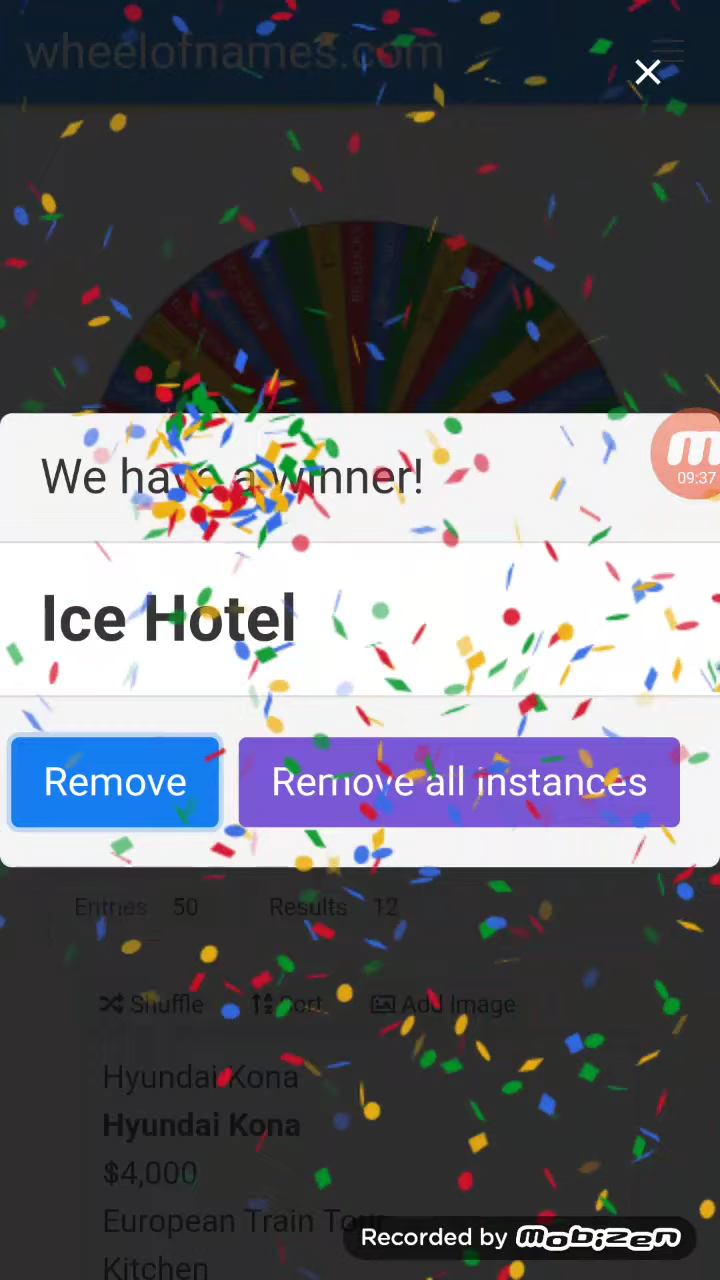 wheelofnames.com
We have a winner!
09:37
Ice Hotel
Remove
Remove all instances
Entries 50 Results 12
Shuffle Sort Add Image
Hyundai Kona
Hyundai Kona
$4,000
European Train Tour
Kitchen
Recorded by mobizen